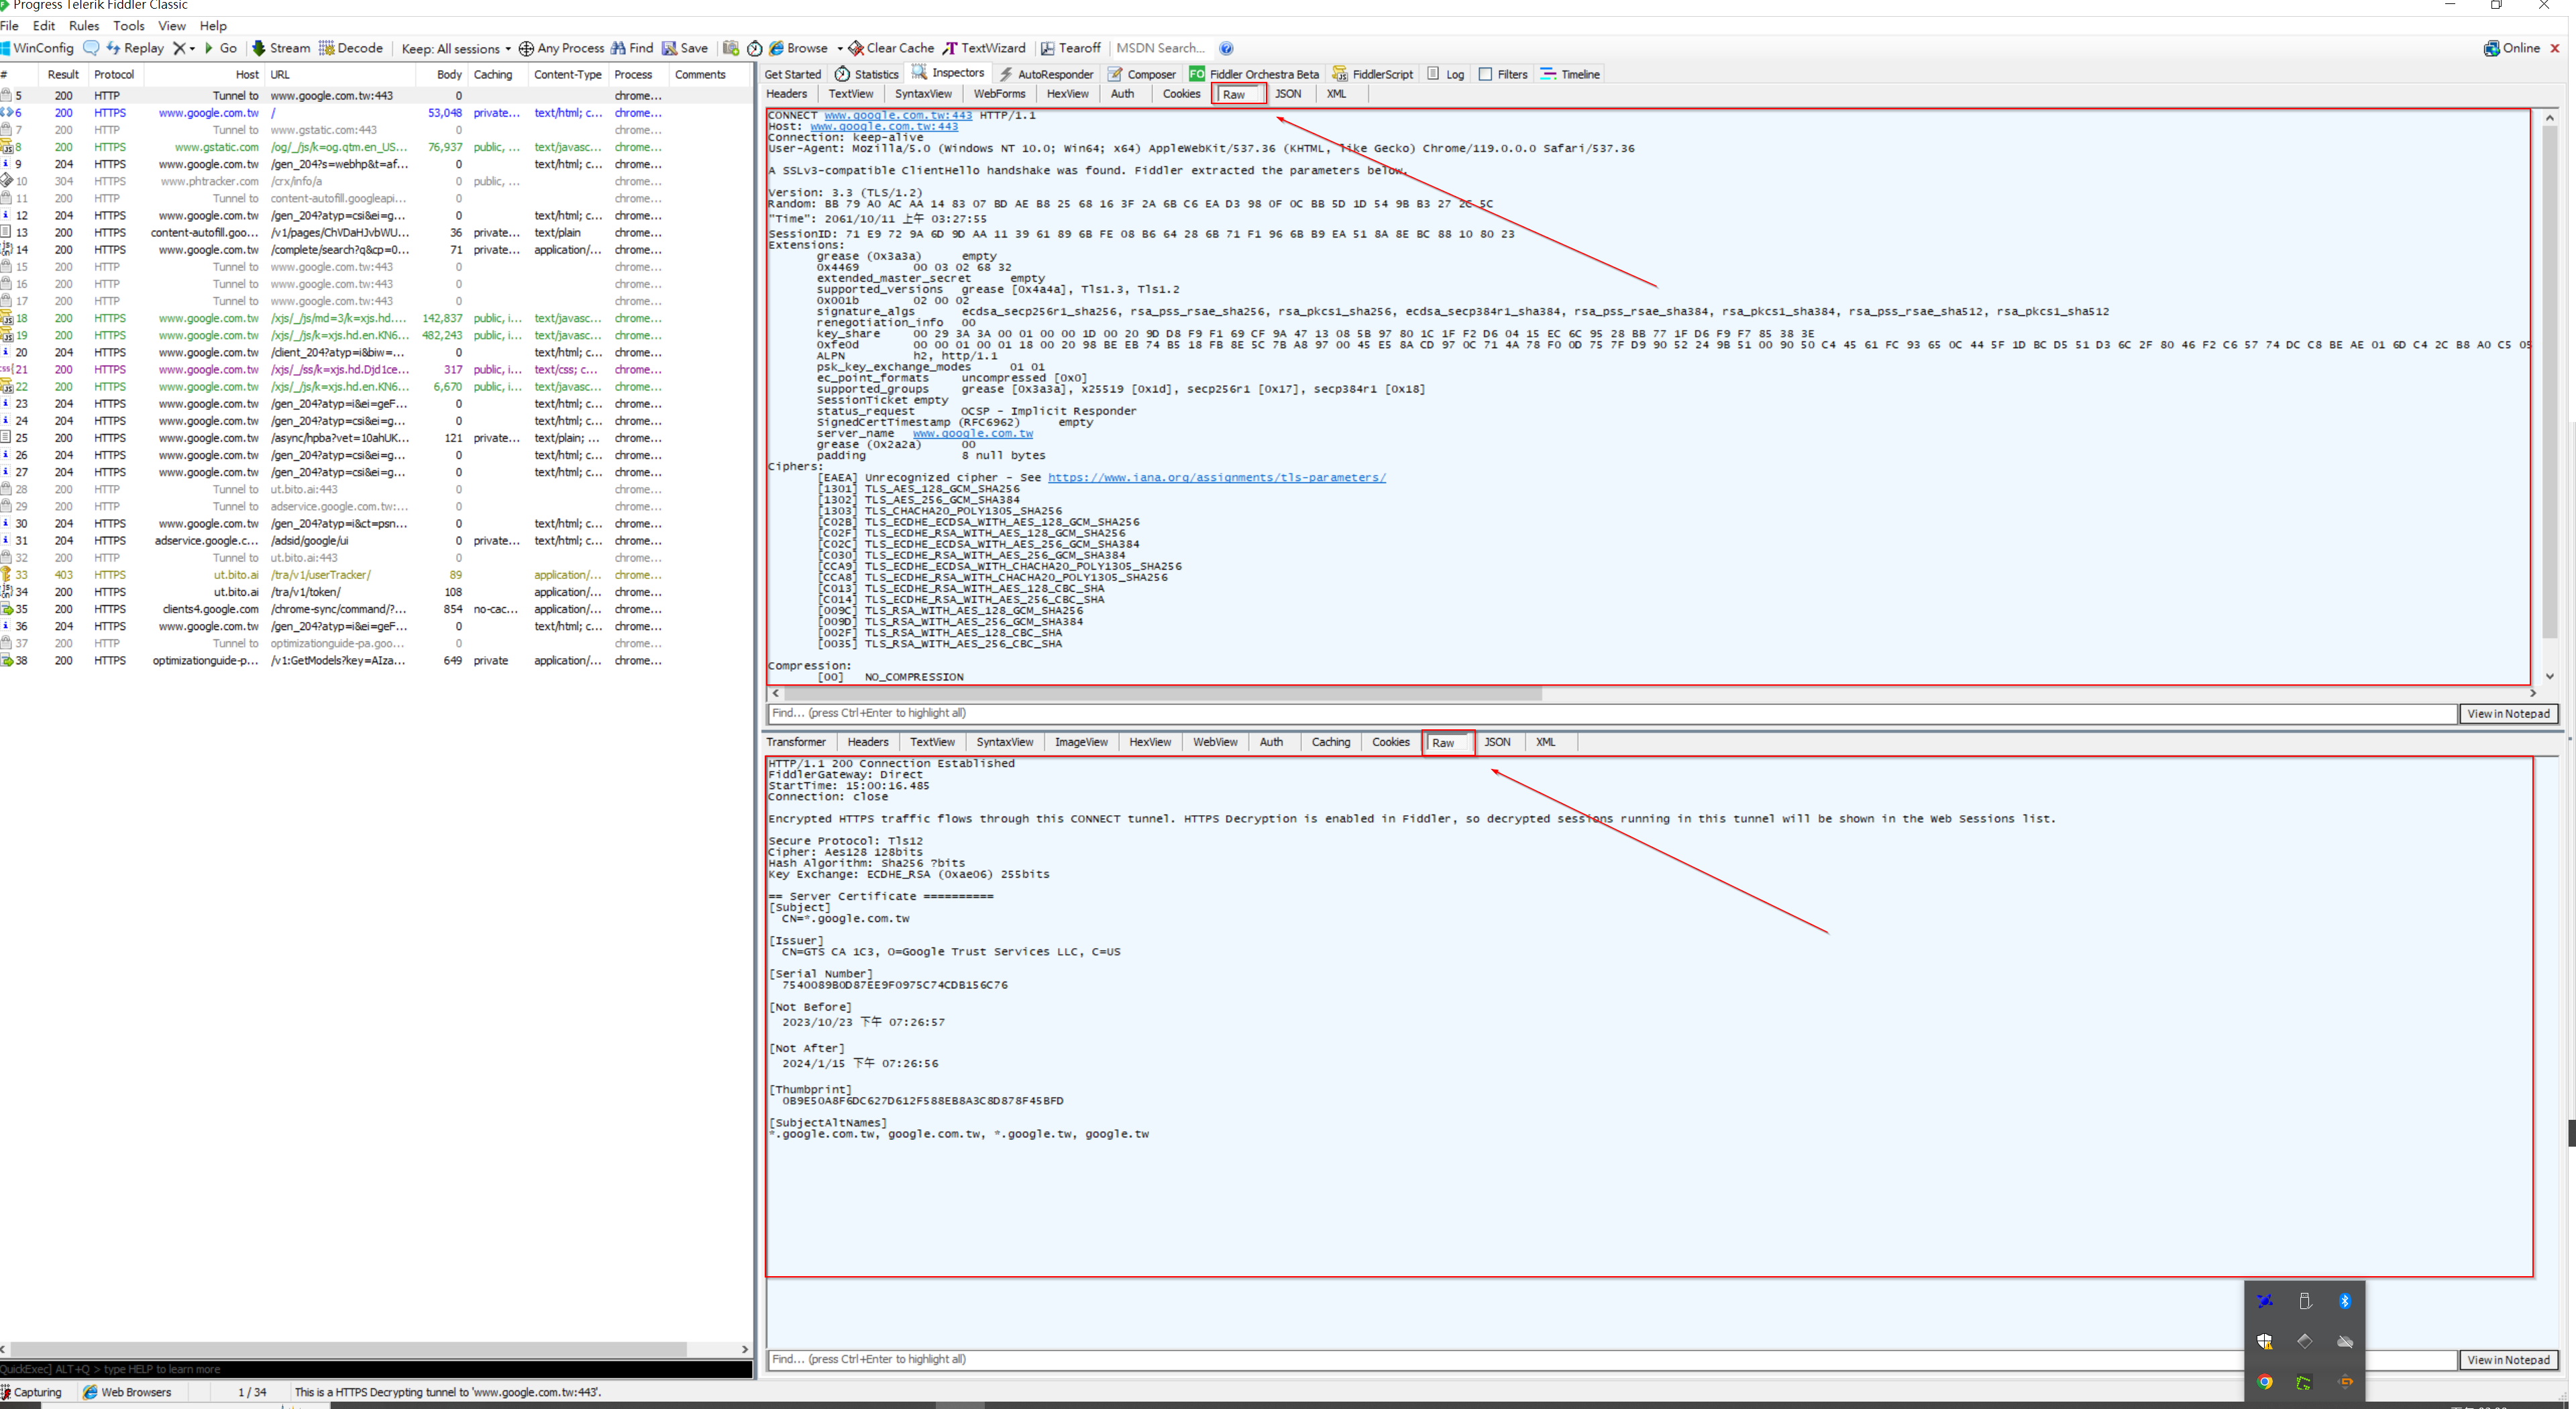 Progress Telerik Fiddler Classic
File Edit Rules Tools View Help
WinConfig Replay Go Stream Decode Keep: All sessions Any Process Find Save Browse Clear Cache TextWizard Tearoff MSDN Search... Online
# Result Protocol Host URL Body Caching Content-Type Process Comments
5 200 HTTP Tunnel to www.google.com.tw:443 0 chrome...
6 200 HTTPS www.google.com.tw / 53,048 private... text/html; c... chrome...
7 200 HTTP Tunnel to www.gstatic.com:443 0 chrome...
8 200 HTTPS www.gstatic.com /og/_/js/k=og.qtm.en_US... 76,937 public, ... text/javasc... chrome...
9 204 HTTPS www.google.com.tw /gen_204?s=webhp&t=af... 0 text/html; c... chrome...
10 304 HTTPS www.phtracker.com /crx/info/a 0 public, ... chrome...
11 200 HTTP Tunnel to content-autofill.googleapi... 0 chrome...
12 204 HTTPS www.google.com.tw /gen_204?atyp=csi&ei=g... 0 text/html; c... chrome...
13 200 HTTPS content-autofill.goo... /v1/pages/ChVDaHJvbWU... 36 private... text/plain chrome...
14 200 HTTPS www.google.com.tw /complete/search?q&cp=0... 71 private... application/... chrome...
15 200 HTTP Tunnel to www.google.com.tw:443 0 chrome...
16 200 HTTP Tunnel to www.google.com.tw:443 0 chrome...
17 200 HTTP Tunnel to www.google.com.tw:443 0 chrome...
18 200 HTTPS www.google.com.tw /xjs/_/js/md=3/k=xjs.hd.... 142,837 public, i... text/javasc... chrome...
19 200 HTTPS www.google.com.tw /xjs/_/js/k=xjs.hd.en.KN6... 482,243 public, i... text/javasc... chrome...
20 204 HTTPS www.google.com.tw /client_204?atyp=i&biw=... 0 text/html; c... chrome...
21 200 HTTPS www.google.com.tw /xjs/_/ss/k=xjs.hd.Djd1ce... 317 public, i... text/css; c... chrome...
22 200 HTTPS www.google.com.tw /xjs/_/js/k=xjs.hd.en.KN6... 6,670 public, i... text/javasc... chrome...
23 204 HTTPS www.google.com.tw /gen_204?atyp=i&ei=geF... 0 text/html; c... chrome...
24 204 HTTPS www.google.com.tw /gen_204?atyp=csi&ei=g... 0 text/html; c... chrome...
25 200 HTTPS www.google.com.tw /async/hpba?vet=10ahUK... 121 private... text/plain; ... chrome...
26 204 HTTPS www.google.com.tw /gen_204?atyp=csi&ei=g... 0 text/html; c... chrome...
27 204 HTTPS www.google.com.tw /gen_204?atyp=csi&ei=g... 0 text/html; c... chrome...
28 200 HTTP Tunnel to ut.bito.ai:443 0 chrome...
29 200 HTTP Tunnel to adservice.google.com.tw:... 0 chrome...
30 204 HTTPS www.google.com.tw /gen_204?atyp=i&ct=psn... 0 text/html; c... chrome...
31 204 HTTPS adservice.google.c... /adsid/google/ui 0 private... text/html; c... chrome...
32 200 HTTP Tunnel to ut.bito.ai:443 0 chrome...
33 403 HTTPS ut.bito.ai /tra/v1/userTracker/ 89 application/... chrome...
34 200 HTTPS ut.bito.ai /tra/v1/token/ 108 application/... chrome...
35 200 HTTPS clients4.google.com /chrome-sync/command/?... 854 no-cac... application/... chrome...
36 204 HTTPS www.google.com.tw /gen_204?atyp=i&ei=geF... 0 text/html; c... chrome...
37 200 HTTP Tunnel to optimizationguide-pa.goo... 0 chrome...
38 200 HTTPS optimizationguide-p... /v1:GetModels?key=AIza... 649 private application/... chrome...
QuickExec] ALT+Q > type HELP to learn more
Capturing Web Browsers 1 / 34 This is a HTTPS Decrypting tunnel to 'www.google.com.tw:443'.
Get Started Statistics Inspectors AutoResponder Composer FO Fiddler Orchestra Beta FiddlerScript Log Filters Timeline
Headers TextView SyntaxView WebForms HexView Auth Cookies Raw JSON XML
CONNECT www.google.com.tw:443 HTTP/1.1
Host: www.google.com.tw:443
Connection: keep-alive
User-Agent: Mozilla/5.0 (Windows NT 10.0; Win64; x64) AppleWebKit/537.36 (KHTML, like Gecko) Chrome/119.0.0.0 Safari/537.36
A SSLv3-compatible ClientHello handshake was found. Fiddler extracted the parameters below.
Version: 3.3 (TLS/1.2)
Random: BB 79 A0 AC AA 14 83 07 BD AE B8 25 68 16 3F 2A 6B C6 EA D3 98 0F 0C BB 5D 1D 54 9B B3 27 2C 5C
"Time": 2061/10/11 上午 03:27:55
SessionID: 71 E9 72 9A 6D 9D AA 11 39 61 89 6B FE 08 B6 64 28 6B 71 F1 96 6B B9 EA 51 8A 8E BC 88 10 80 23
Extensions:
grease (0x3a3a) empty
0x4469 00 03 02 68 32
extended_master_secret empty
supported_versions grease [0x4a4a], Tls1.3, Tls1.2
0x001b 02 00 02
signature_algs ecdsa_secp256r1_sha256, rsa_pss_rsae_sha256, rsa_pkcs1_sha256, ecdsa_secp384r1_sha384, rsa_pss_rsae_sha384, rsa_pkcs1_sha384, rsa_pss_rsae_sha512, rsa_pkcs1_sha512
renegotiation_info 00
key_share 00 29 3A 3A 00 01 00 00 1D 00 20 9D D8 F9 F1 69 CF 9A 47 13 08 5B 97 80 1C 1F F2 D6 04 15 EC 6C 95 28 BB 77 1F D6 F9 F7 85 38 3E
0xfe0d 00 00 01 00 01 18 00 20 98 BE EB 74 B5 18 FB 8E 5C 7B A8 97 00 45 E5 8A CD 97 0C 71 4A 78 F0 0D 75 7F D9 90 52 24 9B 51 00 90 50 C4 45 61 FC 93 65 0C 44 5F 1D BC D5 51 D3 6C 2F 80 46 F2 C6 57 74 DC C8 BE AE 01 6D C4 2C B8 A0 C5 05
ALPN h2, http/1.1
psk_key_exchange_modes 01 01
ec_point_formats uncompressed [0x0]
supported_groups grease [0x3a3a], x25519 [0x1d], secp256r1 [0x17], secp384r1 [0x18]
SessionTicket empty
status_request OCSP - Implicit Responder
SignedCertTimestamp (RFC6962) empty
server_name www.google.com.tw
grease (0x2a2a) 00
padding 8 null bytes
Ciphers:
[EAEA] Unrecognized cipher - See https://www.iana.org/assignments/tls-parameters/
[1301] TLS_AES_128_GCM_SHA256
[1302] TLS_AES_256_GCM_SHA384
[1303] TLS_CHACHA20_POLY1305_SHA256
[C02B] TLS_ECDHE_ECDSA_WITH_AES_128_GCM_SHA256
[C02F] TLS_ECDHE_RSA_WITH_AES_128_GCM_SHA256
[C02C] TLS_ECDHE_ECDSA_WITH_AES_256_GCM_SHA384
[C030] TLS_ECDHE_RSA_WITH_AES_256_GCM_SHA384
[CCA9] TLS_ECDHE_ECDSA_WITH_CHACHA20_POLY1305_SHA256
[CCA8] TLS_ECDHE_RSA_WITH_CHACHA20_POLY1305_SHA256
[C013] TLS_ECDHE_RSA_WITH_AES_128_CBC_SHA
[C014] TLS_ECDHE_RSA_WITH_AES_256_CBC_SHA
[009C] TLS_RSA_WITH_AES_128_GCM_SHA256
[009D] TLS_RSA_WITH_AES_256_GCM_SHA384
[002F] TLS_RSA_WITH_AES_128_CBC_SHA
[0035] TLS_RSA_WITH_AES_256_CBC_SHA
Compression:
[00] NO_COMPRESSION
Find... (press Ctrl+Enter to highlight all) View in Notepad
Transformer Headers TextView SyntaxView ImageView HexView WebView Auth Caching Cookies Raw JSON XML
HTTP/1.1 200 Connection Established
FiddlerGateway: Direct
StartTime: 15:00:16.485
Connection: close
Encrypted HTTPS traffic flows through this CONNECT tunnel. HTTPS Decryption is enabled in Fiddler, so decrypted sessions running in this tunnel will be shown in the Web Sessions list.
Secure Protocol: Tls12
Cipher: Aes128 128bits
Hash Algorithm: Sha256 ?bits
Key Exchange: ECDHE_RSA (0xae06) 255bits
== Server Certificate ==========
[Subject]
CN=*.google.com.tw
[Issuer]
CN=GTS CA 1C3, O=Google Trust Services LLC, C=US
[Serial Number]
7540089B0D87EE9F0975C74CDB156C76
[Not Before]
2023/10/23 下午 07:26:57
[Not After]
2024/1/15 下午 07:26:56
[Thumbprint]
0B9E50A8F6DC627D612F588EB8A3C8D878F45BFD
[SubjectAltNames]
*.google.com.tw, google.com.tw, *.google.tw, google.tw
Find... (press Ctrl+Enter to highlight all) View in Notepad